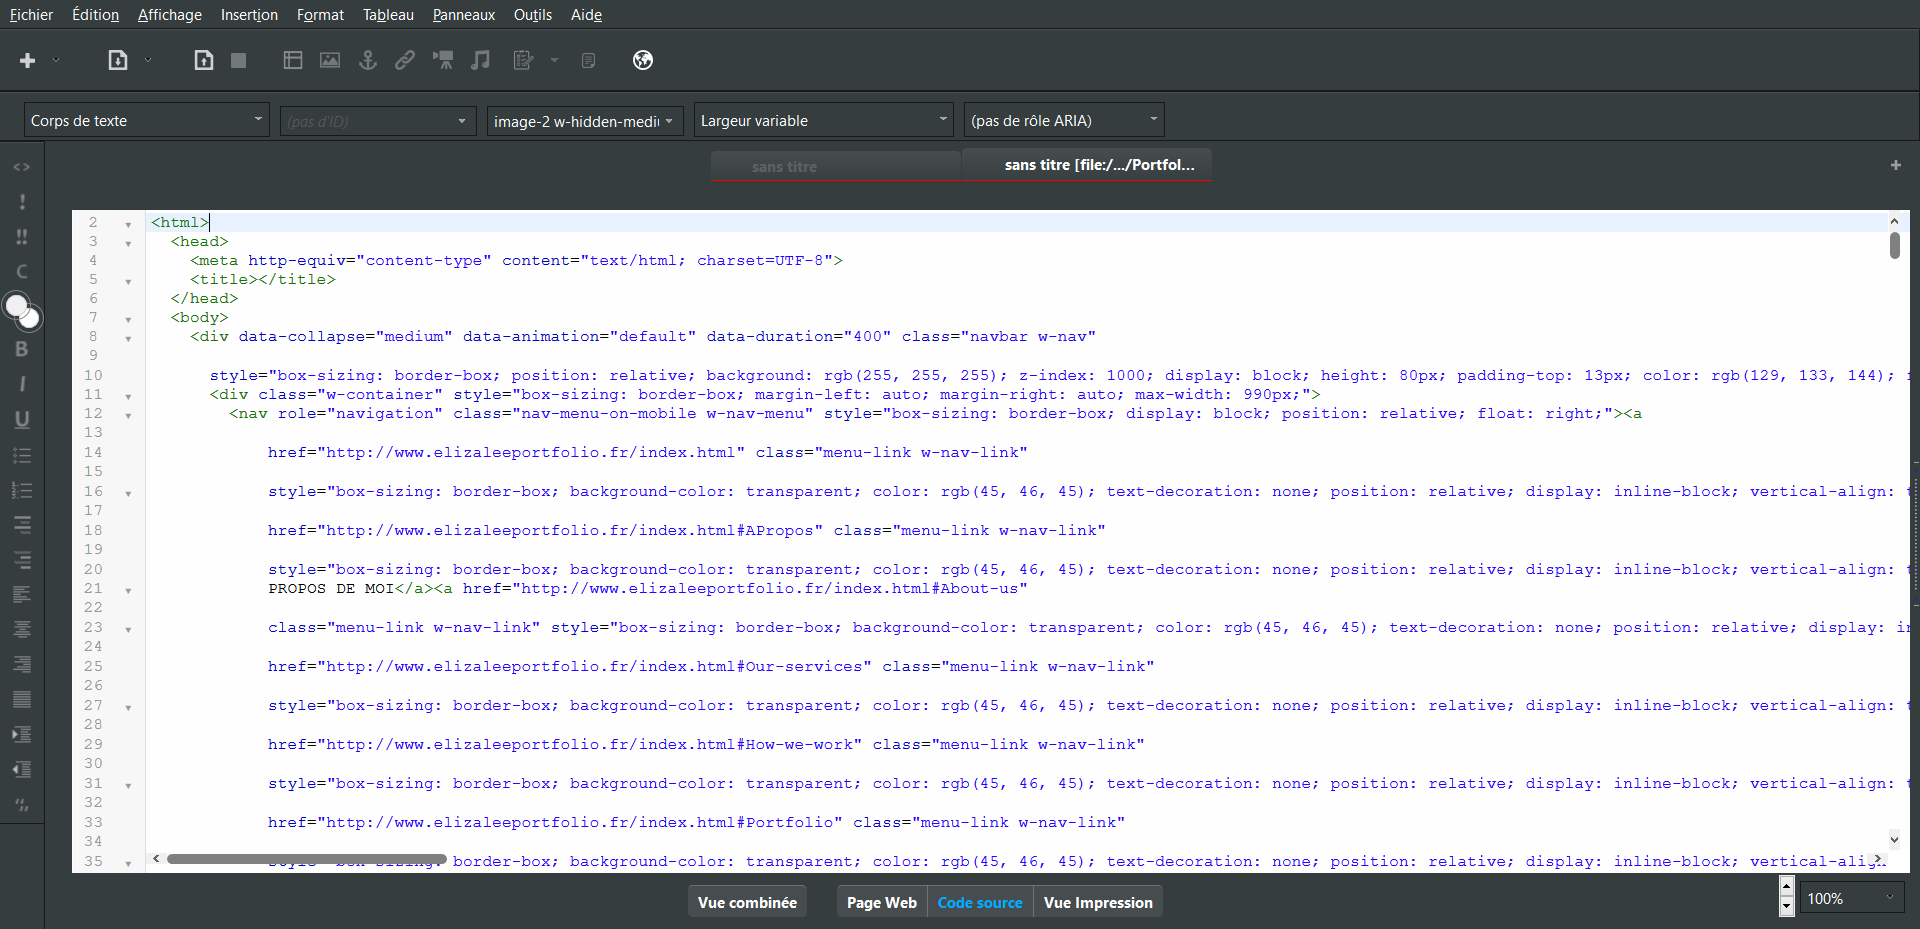 Fichier Édition Affichage Insertion Format Tableau Panneaux Outils Aide
Corps de texte (pas d'ID) image-2 w-hidden-medi Largeur variable (pas de rôle ARIA)
sans titre sans titre [file:/.../Portfol...
2 <html>
3 <head>
4 <meta http-equiv="content-type" content="text/html; charset=UTF-8">
5 <title></title>
6 </head>
7 <body>
8 <div data-collapse="medium" data-animation="default" data-duration="400" class="navbar w-nav"
9
10 style="box-sizing: border-box; position: relative; background: rgb(255, 255, 255); z-index: 1000; display: block; height: 80px; padding-top: 13px; color: rgb(129, 133, 144);
11 <div class="w-container" style="box-sizing: border-box; margin-left: auto; margin-right: auto; max-width: 990px;">
12 <nav role="navigation" class="nav-menu-on-mobile w-nav-menu" style="box-sizing: border-box; display: block; position: relative; float: right;"><a
13
14 href="http://www.elizaleeportfolio.fr/index.html" class="menu-link w-nav-link"
15
16 style="box-sizing: border-box; background-color: transparent; color: rgb(45, 46, 45); text-decoration: none; position: relative; display: inline-block; vertical-align:
17
18 href="http://www.elizaleeportfolio.fr/index.html#APropos" class="menu-link w-nav-link"
19
20 style="box-sizing: border-box; background-color: transparent; color: rgb(45, 46, 45); text-decoration: none; position: relative; display: inline-block; vertical-align:
21 PROPOS DE MOI</a><a href="http://www.elizaleeportfolio.fr/index.html#About-us"
22
23 class="menu-link w-nav-link" style="box-sizing: border-box; background-color: transparent; color: rgb(45, 46, 45); text-decoration: none; position: relative; display: i
24
25 href="http://www.elizaleeportfolio.fr/index.html#Our-services" class="menu-link w-nav-link"
26
27 style="box-sizing: border-box; background-color: transparent; color: rgb(45, 46, 45); text-decoration: none; position: relative; display: inline-block; vertical-align:
28
29 href="http://www.elizaleeportfolio.fr/index.html#How-we-work" class="menu-link w-nav-link"
30
31 style="box-sizing: border-box; background-color: transparent; color: rgb(45, 46, 45); text-decoration: none; position: relative; display: inline-block; vertical-align:
32
33 href="http://www.elizaleeportfolio.fr/index.html#Portfolio" class="menu-link w-nav-link"
34
35 style="box-sizing: border-box; background-color: transparent; color: rgb(45, 46, 45); text-decoration: none; position: relative; display: inline-block; vertical-align:
Vue combinée Page Web Code source Vue Impression 100%